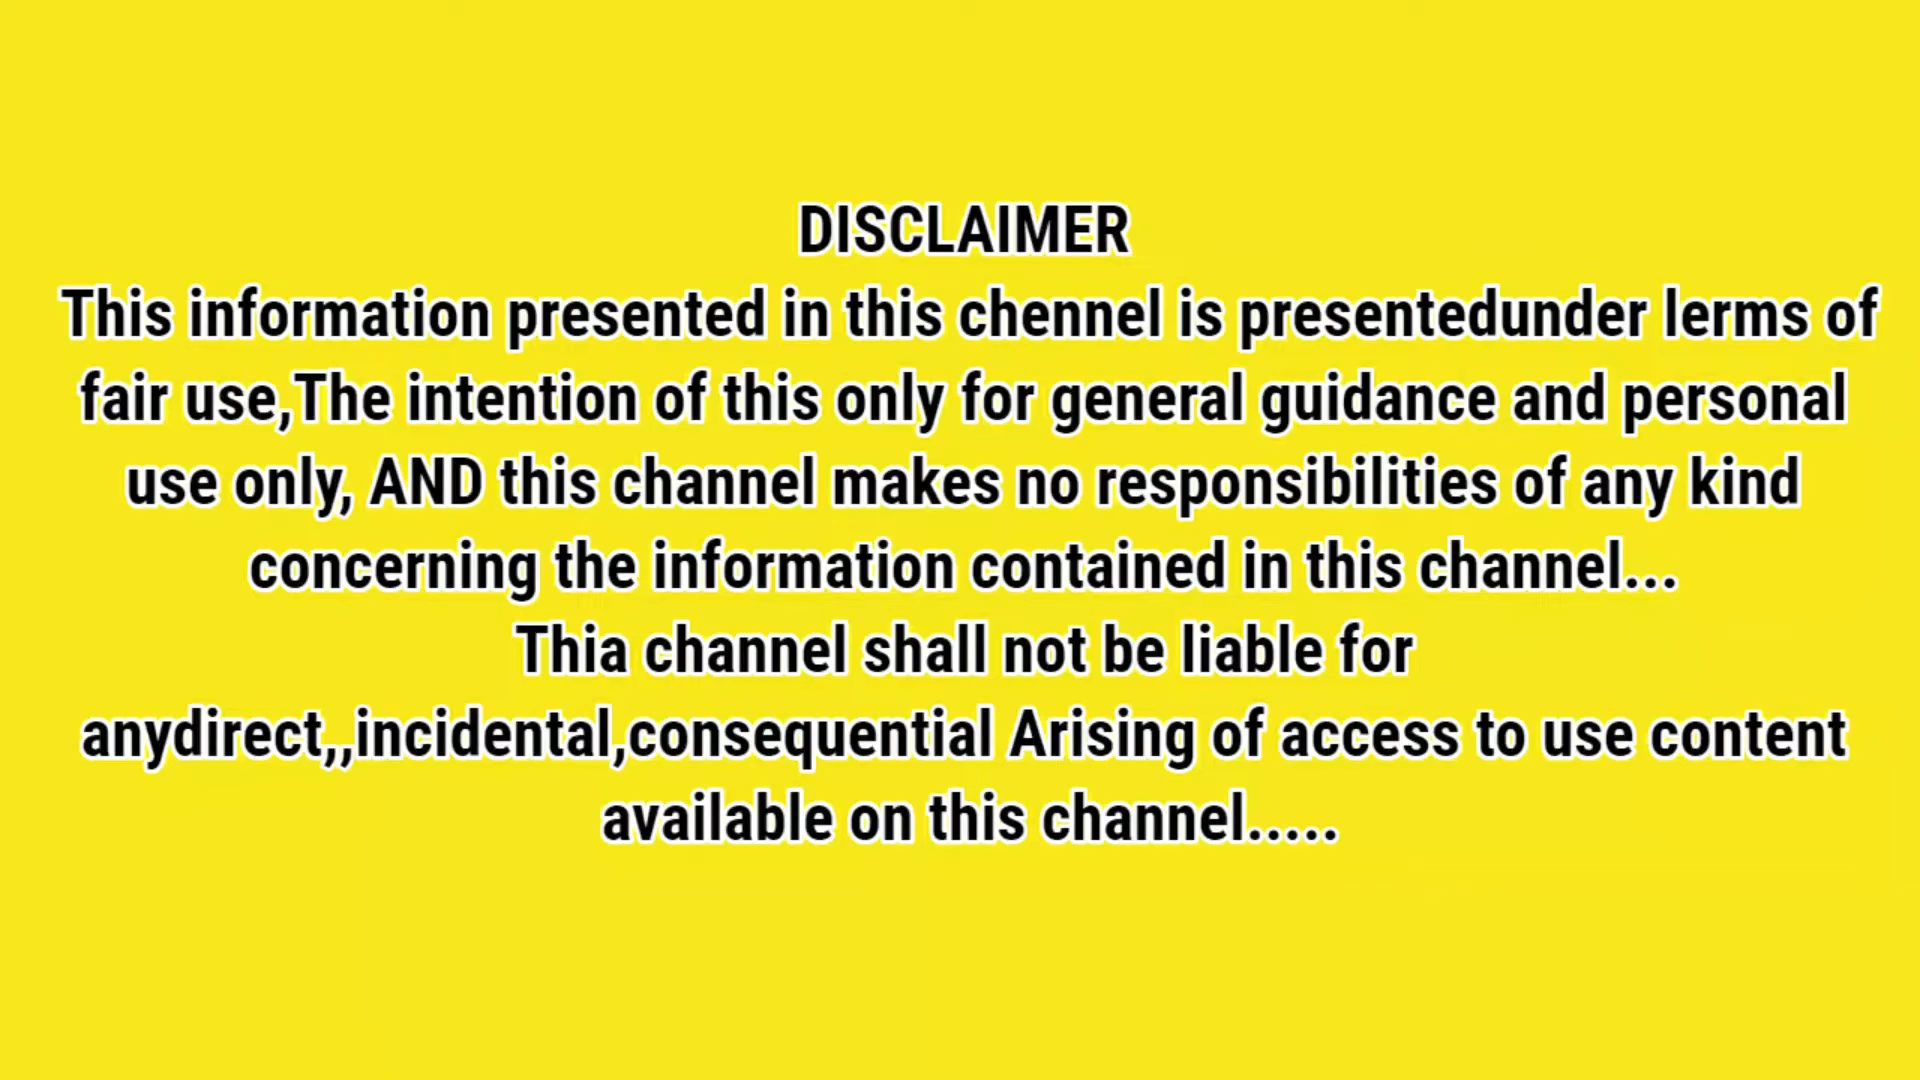 DISCLAIMER
This information presented in this chennel is presentedunder lerms of
fair use,The intention of this only for general guidance and personal
use only, AND this channel makes no responsibilities of any kind
concerning the information contained in this channel...
Thia channel shall not be liable for
anydirect,,incidental,consequential Arising of access to use content
available on this channel.....